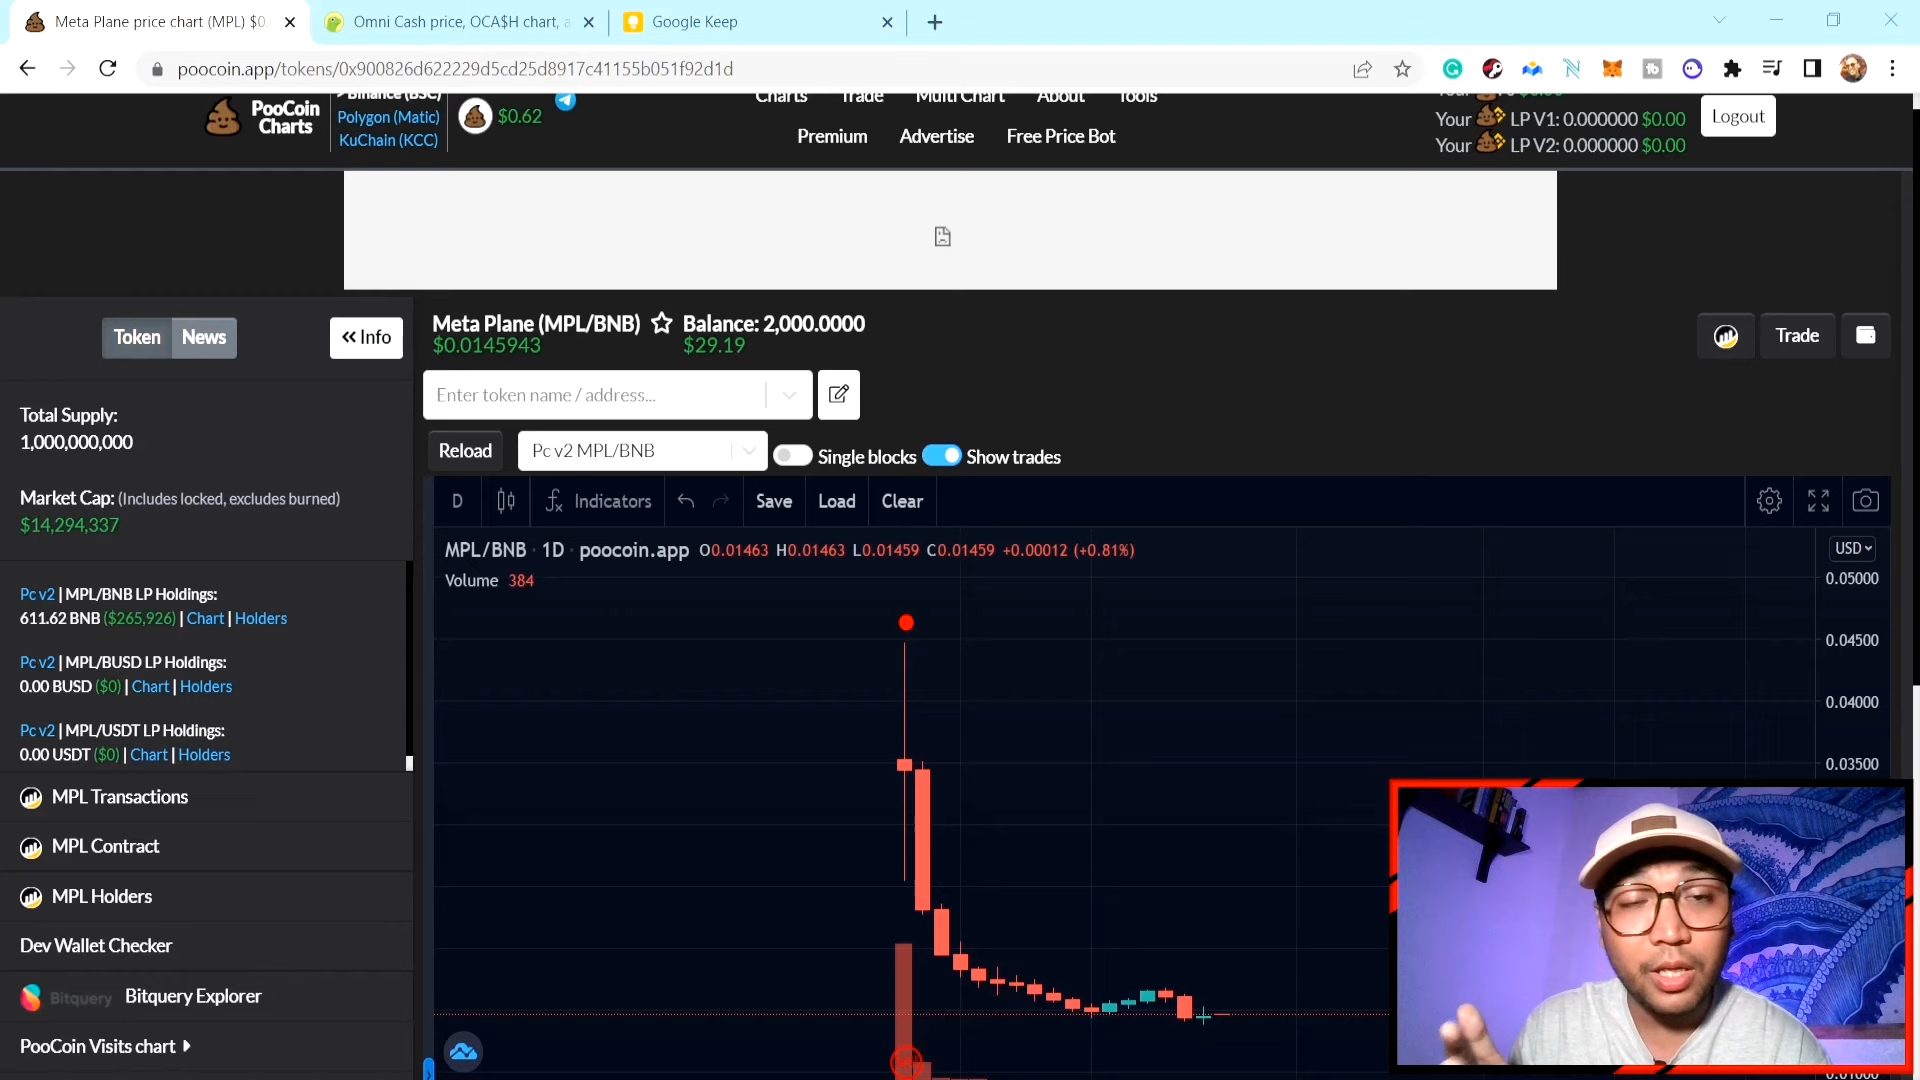 Meta Plane price chart (MPL) $0.
Omni Cash price, OCA$H chart, a
Google Keep
poocoin.app/tokens/0x900826d622229d5cd25d8917c41155b051f92d1d
PooCoin
Charts
>Binance (BSC)
Polygon (Matic)
KuChain (KCC)
$0.62
Charts Trade Multi Chart About Tools
Premium Advertise Free Price Bot
Your LP V1: 0.000000 $0.00
Your LP V2: 0.000000 $0.00
Logout
Token News
Info
Meta Plane (MPL/BNB) Balance: 2,000.0000
$0.0145943 $29.19
Trade
Enter token name / address...
Reload
Pc v2 MPL/BNB
Single blocks Show trades
Total Supply:
1,000,000,000
Market Cap: (Includes locked, excludes burned)
$14,294,337
Pc v2 | MPL/BNB LP Holdings:
611.62 BNB ($265,926) | Chart | Holders
Pc v2 | MPL/BUSD LP Holdings:
0.00 BUSD ($0) | Chart | Holders
Pc v2 | MPL/USDT LP Holdings:
0.00 USDT ($0) | Chart | Holders
MPL Transactions
MPL Contract
MPL Holders
Dev Wallet Checker
Bitquery Bitquery Explorer
PooCoin Visits chart
D Indicators Save Load Clear
MPL/BNB · 1D · poocoin.app O0.01463 H0.01463 L0.01459 C0.01459 +0.00012 (+0.81%)
Volume 384
USD
0.05000
0.04500
0.04000
0.03500